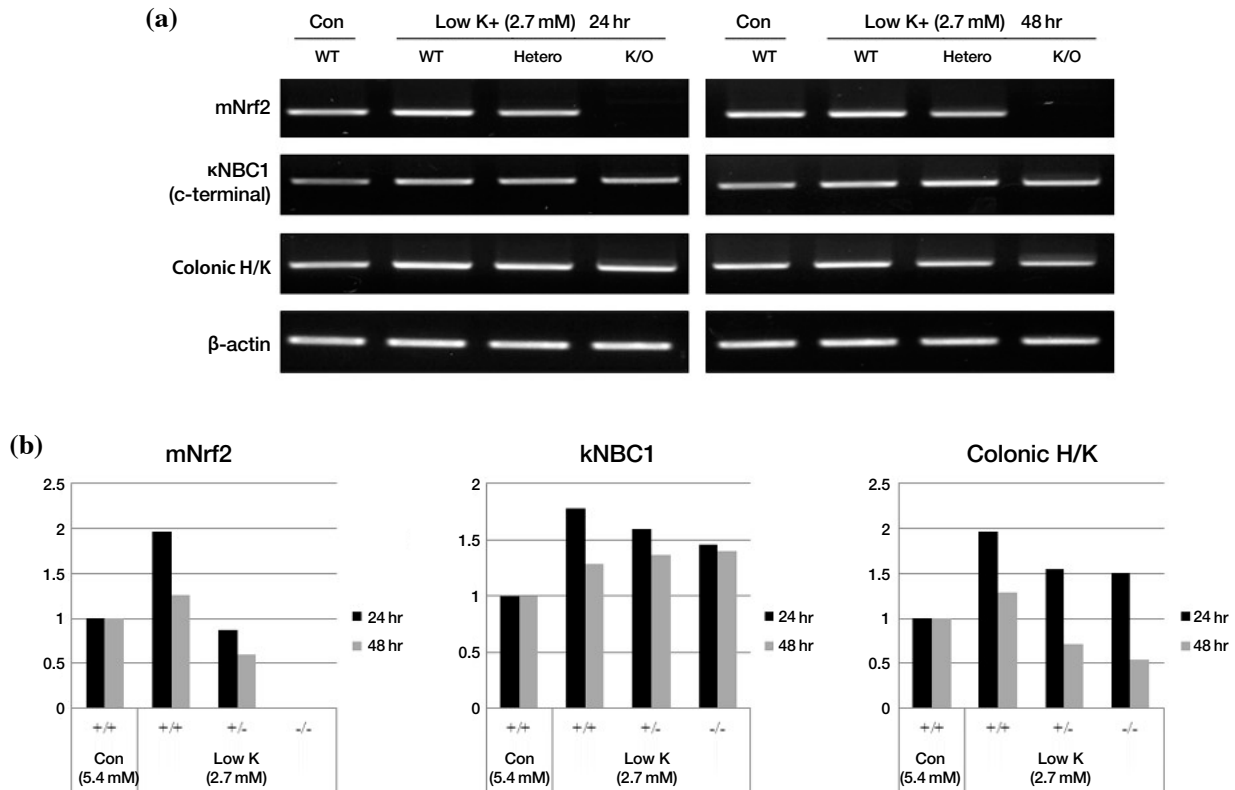 (a)
Con Low K+ (2.7 mM) 24 hr Con Low K+ (2.7 mM) 48 hr
WT WT Hetero K/O WT WT Hetero K/O
mNrf2
κNBC1
(c-terminal)
Colonic H/K
β-actin
(b)
mNrf2
2.5
2
1.5
1
0.5
0
+/+ +/+ +/- -/-
Con Low K
(5.4 mM) (2.7 mM)
24 hr
48 hr
kNBC1
2
1.5
1
0.5
0
+/+ +/+ +/- -/-
Con Low K
(5.4 mM) (2.7 mM)
24 hr
48 hr
Colonic H/K
2.5
2
1.5
1
0.5
0
+/+ +/+ +/- -/-
Con Low K
(5.4 mM) (2.7 mM)
24 hr
48 hr